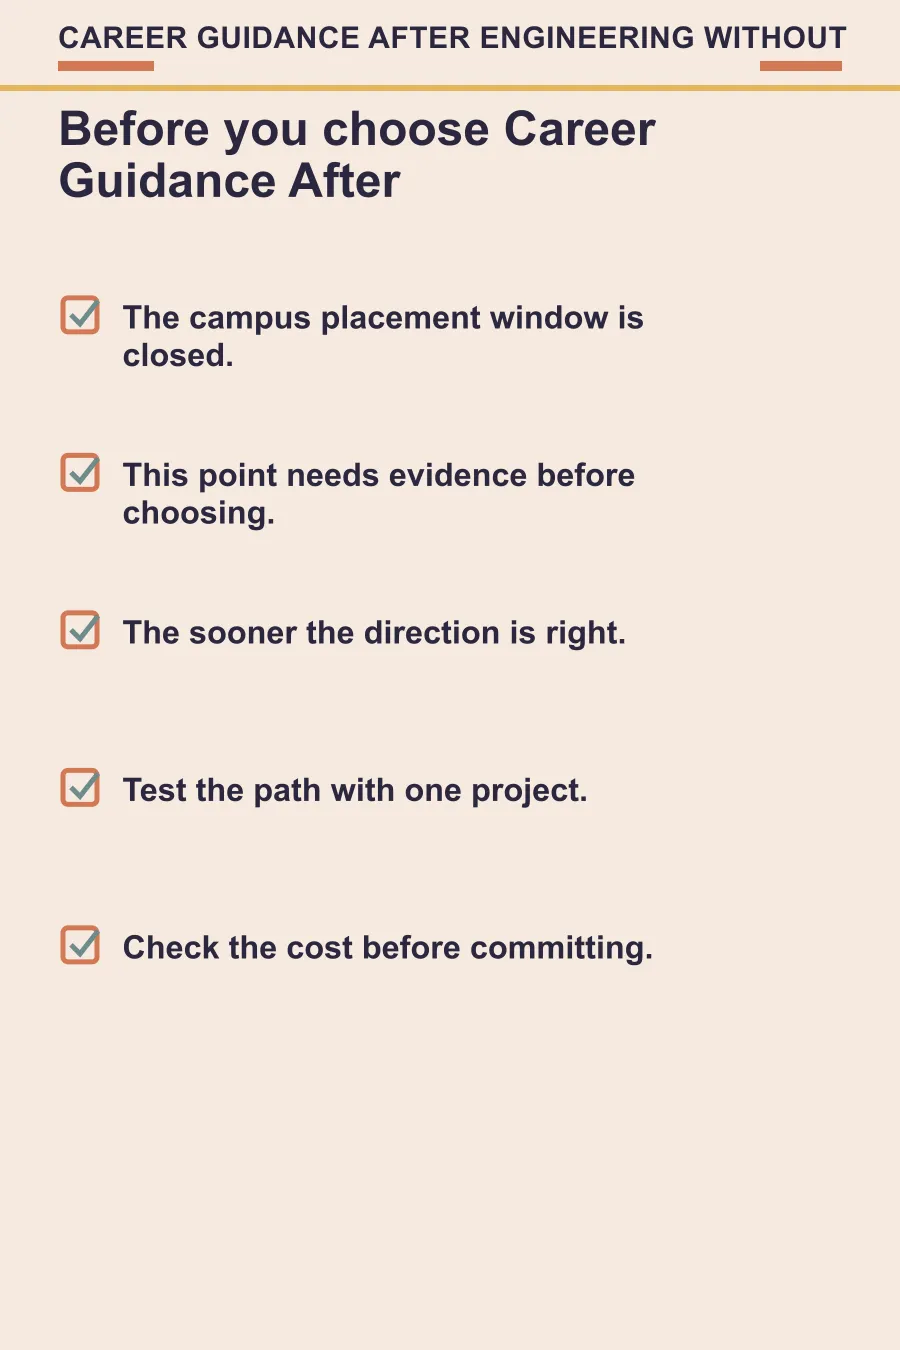 CAREER GUIDANCE AFTER ENGINEERING WITHOUT
Before you choose Career
Guidance After
The campus placement window is
closed.
This point needs evidence before
choosing.
The sooner the direction is right.
Test the path with one project.
Check the cost before committing.